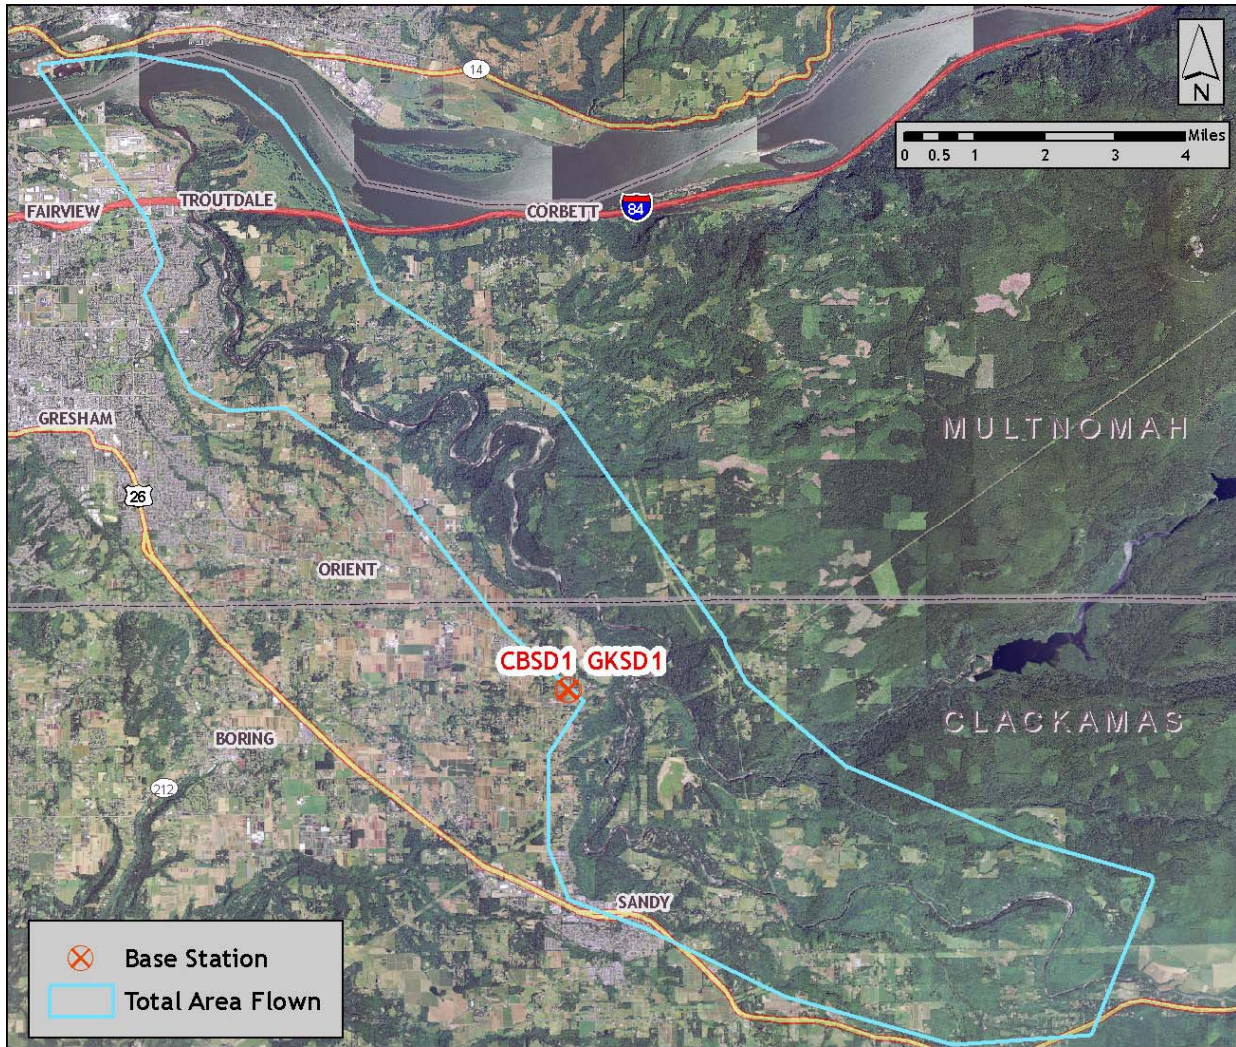 14
N
Miles
0 0.5 1 2 3 4
FAIRVIEW
TROUTDALE
CORBETT
84
GRESHAM
MULTNOMAH
26
ORIENT
CBSD1 GKSD1
CLACKAMAS
BORING
212
SANDY
Base Station
Total Area Flown